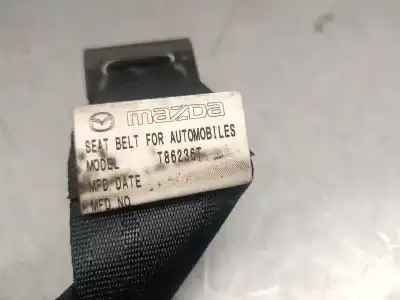 mazda
SEAT BELT FOR AUTOMOBILES
MODEL T86236T
MFD DATE
MFD NO